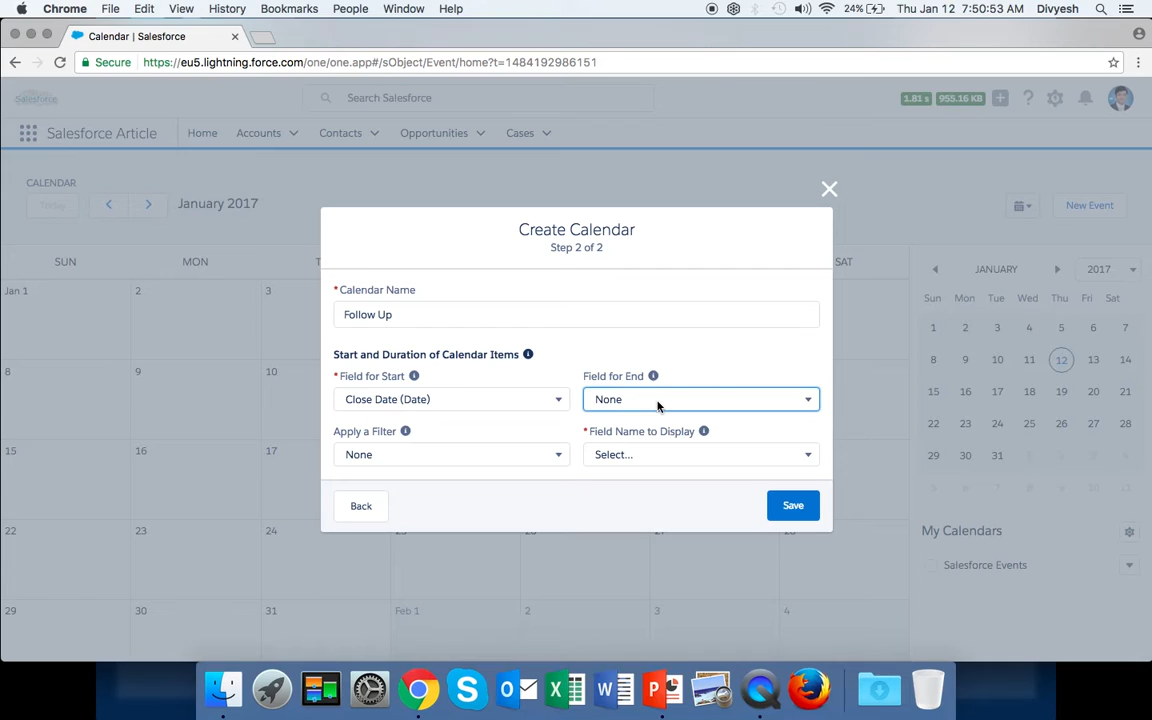 Chrome File Edit View History Bookmarks People Window Help 24% Thu Jan 12 7:50:53 AM Divyesh
Calendar | Salesforce
Secure https://eu5.lightning.force.com/one/one.app#/sObject/Event/home?t=1484192986151
Salesforce Search Salesforce 1.81 s 955.16 KB
Salesforce Article Home Accounts Contacts Opportunities Cases
CALENDAR
Today January 2017 New Event
Create Calendar
Step 2 of 2
SUN MON T SAT JANUARY 2017
Sun Mon Tue Wed Thu Fri Sat
Jan 1 2 3
1 2 3 4 5 6 7
8 9 10 11 12 13 14
15 16 17 18 19 20 21
22 23 24 25 26 27 28
29 30 31
* Calendar Name
Follow Up
Start and Duration of Calendar Items
* Field for Start Field for End
Close Date (Date) None
Apply a Filter * Field Name to Display
None Select...
Back Save
8 9 10
15 16 17
22 23 24 25 26 27 28
My Calendars
Salesforce Events
29 30 31 Feb 1 2 3 4